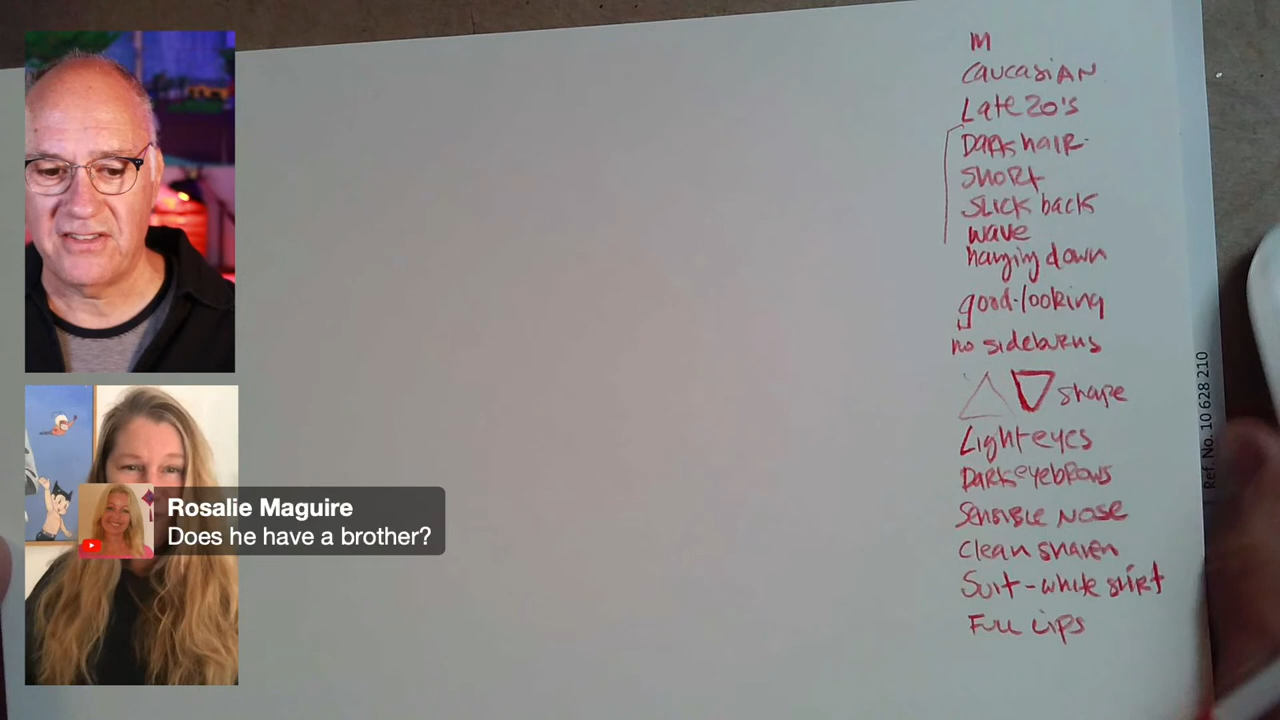 M
CAUCASIAN
Late 20's
Dark hair
Short
SLICK back
wave
hanging down
good-looking
no sideburns
shape
Light eyes
Dark eyebrows
Sensible Nose
Clean shaven
Suit - white shirt
Full Lips
Ref. No. 10 628 210
Rosalie Maguire
Does he have a brother?